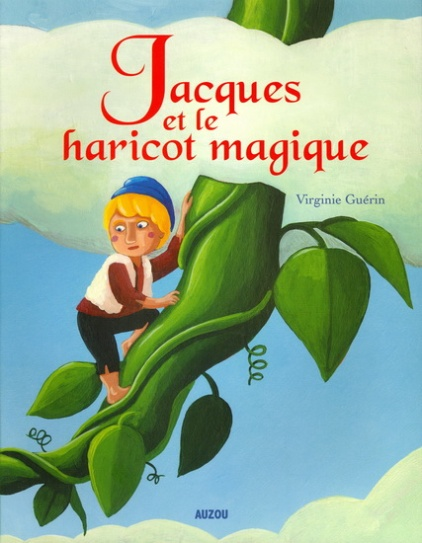 Jacques
et le
haricot magique
Virginie Guérin
AUZOU